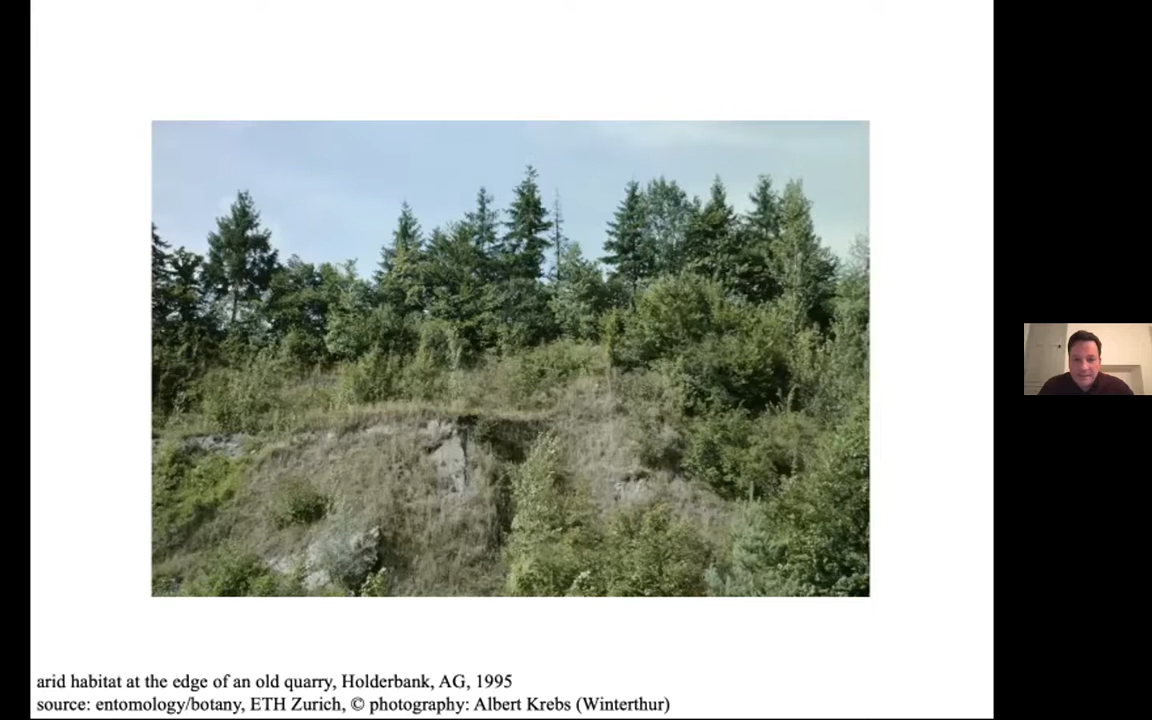 arid habitat at the edge of an old quarry, Holderbank, AG, 1995
source: entomology/botany, ETH Zurich, © photography: Albert Krebs (Winterthur)